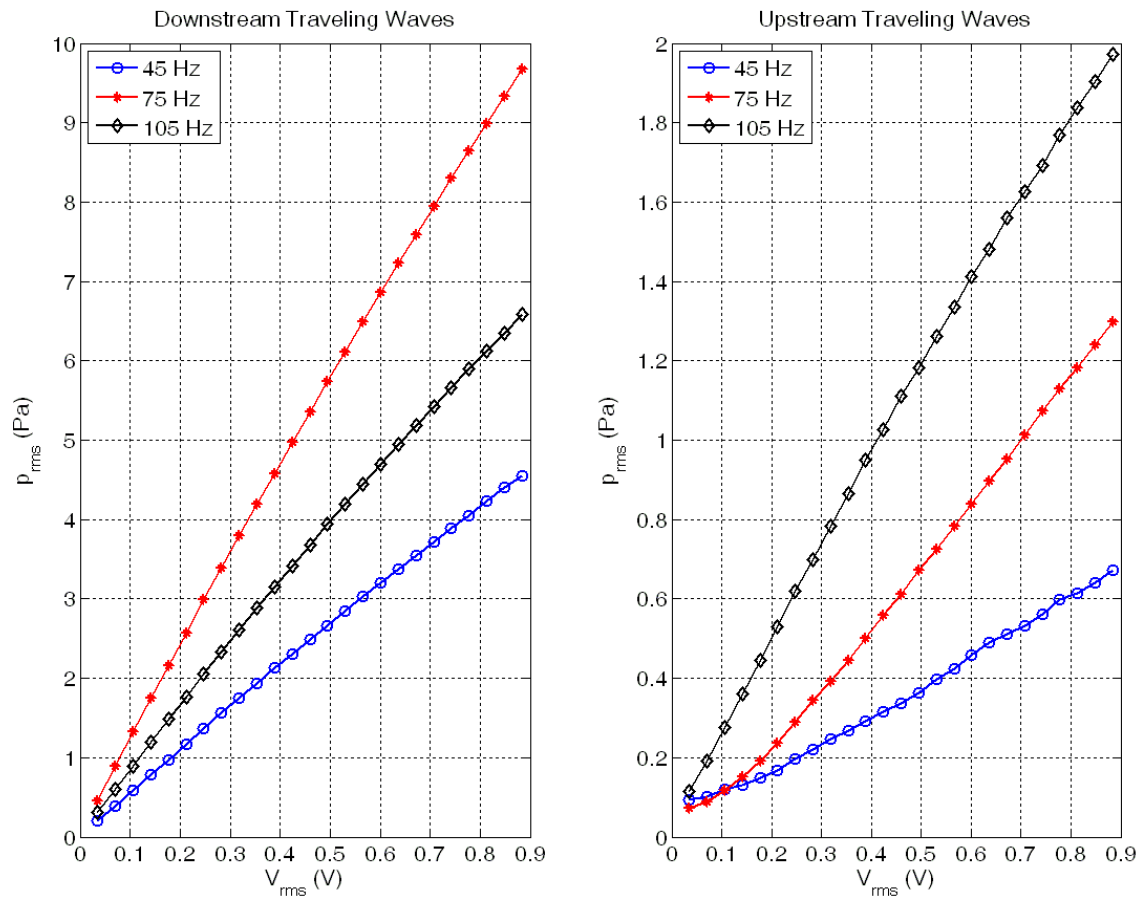 Downstream Traveling Waves
10
9
8
7
6
5
4
3
2
1
0
p_rms (Pa)
45 Hz
75 Hz
105 Hz
0 0.1 0.2 0.3 0.4 0.5 0.6 0.7 0.8 0.9
V_rms (V)
Upstream Traveling Waves
2
1.8
1.6
1.4
1.2
1
0.8
0.6
0.4
0.2
0
p_rms (Pa)
45 Hz
75 Hz
105 Hz
0 0.1 0.2 0.3 0.4 0.5 0.6 0.7 0.8 0.9
V_rms (V)